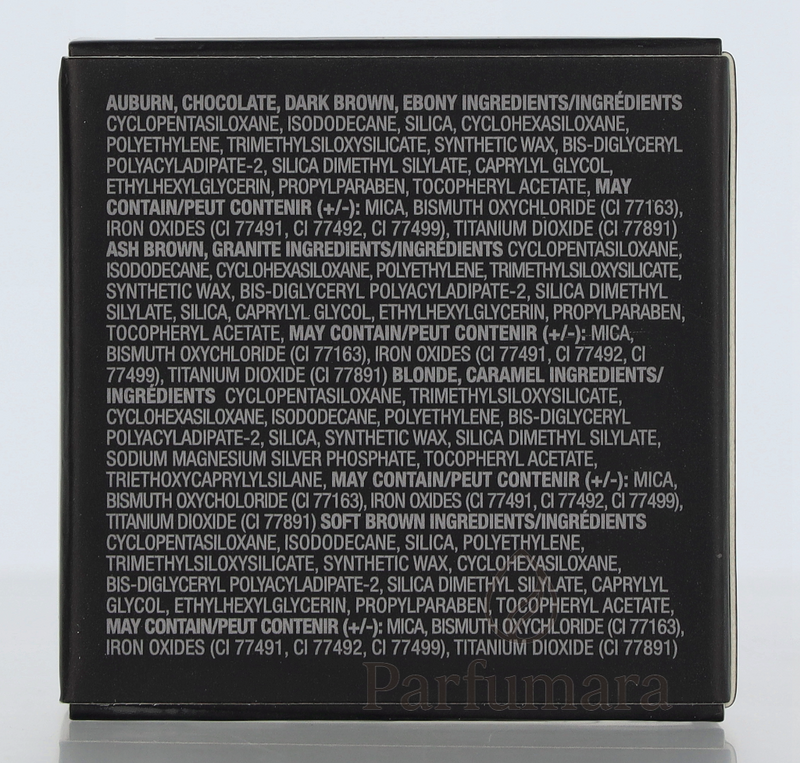 AUBURN, CHOCOLATE, DARK BROWN, EBONY INGREDIENTS/INGRÉDIENTS
CYCLOPENTASILOXANE, ISODODECANE, SILICA, CYCLOHEXASILOXANE,
POLYETHYLENE, TRIMETHYLSILOXYSILICATE, SYNTHETIC WAX, BIS-DIGLYCERYL
POLYACYLADIPATE-2, SILICA DIMETHYL SILYLATE, CAPRYLYL GLYCOL,
ETHYLHEXYLGLYCERIN, PROPYLPARABEN, TOCOPHERYL ACETATE, MAY
CONTAIN/PEUT CONTENIR (+/-): MICA, BISMUTH OXYCHLORIDE (CI 77163),
IRON OXIDES (CI 77491, CI 77492, CI 77499), TITANIUM DIOXIDE (CI 77891)
ASH BROWN, GRANITE INGREDIENTS/INGRÉDIENTS CYCLOPENTASILOXANE,
ISODODECANE, CYCLOHEXASILOXANE, POLYETHYLENE, TRIMETHYLSILOXYSILICATE,
SYNTHETIC WAX, BIS-DIGLYCERYL POLYACYLADIPATE-2, SILICA DIMETHYL
SILYLATE, SILICA, CAPRYLYL GLYCOL, ETHYLHEXYLGLYCERIN, PROPYLPARABEN,
TOCOPHERYL ACETATE, MAY CONTAIN/PEUT CONTENIR (+/-): MICA,
BISMUTH OXYCHLORIDE (CI 77163), IRON OXIDES (CI 77491, CI 77492, CI
77499), TITANIUM DIOXIDE (CI 77891) BLONDE, CARAMEL INGREDIENTS/
INGRÉDIENTS CYCLOPENTASILOXANE, TRIMETHYLSILOXYSILICATE,
CYCLOHEXASILOXANE, ISODODECANE, POLYETHYLENE, BIS-DIGLYCERYL
POLYACYLADIPATE-2, SILICA, SYNTHETIC WAX, SILICA DIMETHYL SILYLATE,
SODIUM MAGNESIUM SILVER PHOSPHATE, TOCOPHERYL ACETATE,
TRIETHOXYCAPRYLYLSILANE, MAY CONTAIN/PEUT CONTENIR (+/-): MICA,
BISMUTH OXYCHOLORIDE (CI 77163), IRON OXIDES (CI 77491, CI 77492, CI 77499),
TITANIUM DIOXIDE (CI 77891) SOFT BROWN INGREDIENTS/INGRÉDIENTS
CYCLOPENTASILOXANE, ISODODECANE, SILICA, POLYETHYLENE,
TRIMETHYLSILOXYSILICATE, SYNTHETIC WAX, CYCLOHEXASILOXANE,
BIS-DIGLYCERYL POLYACYLADIPATE-2, SILICA DIMETHYL SILYLATE, CAPRYLYL
GLYCOL, ETHYLHEXYLGLYCERIN, PROPYLPARABEN, TOCOPHERYL ACETATE,
MAY CONTAIN/PEUT CONTENIR (+/-): MICA, BISMUTH OXYCHLORIDE (CI 77163),
IRON OXIDES (CI 77491, CI 77492, CI 77499), TITANIUM DIOXIDE (CI 77891)
Parfumara